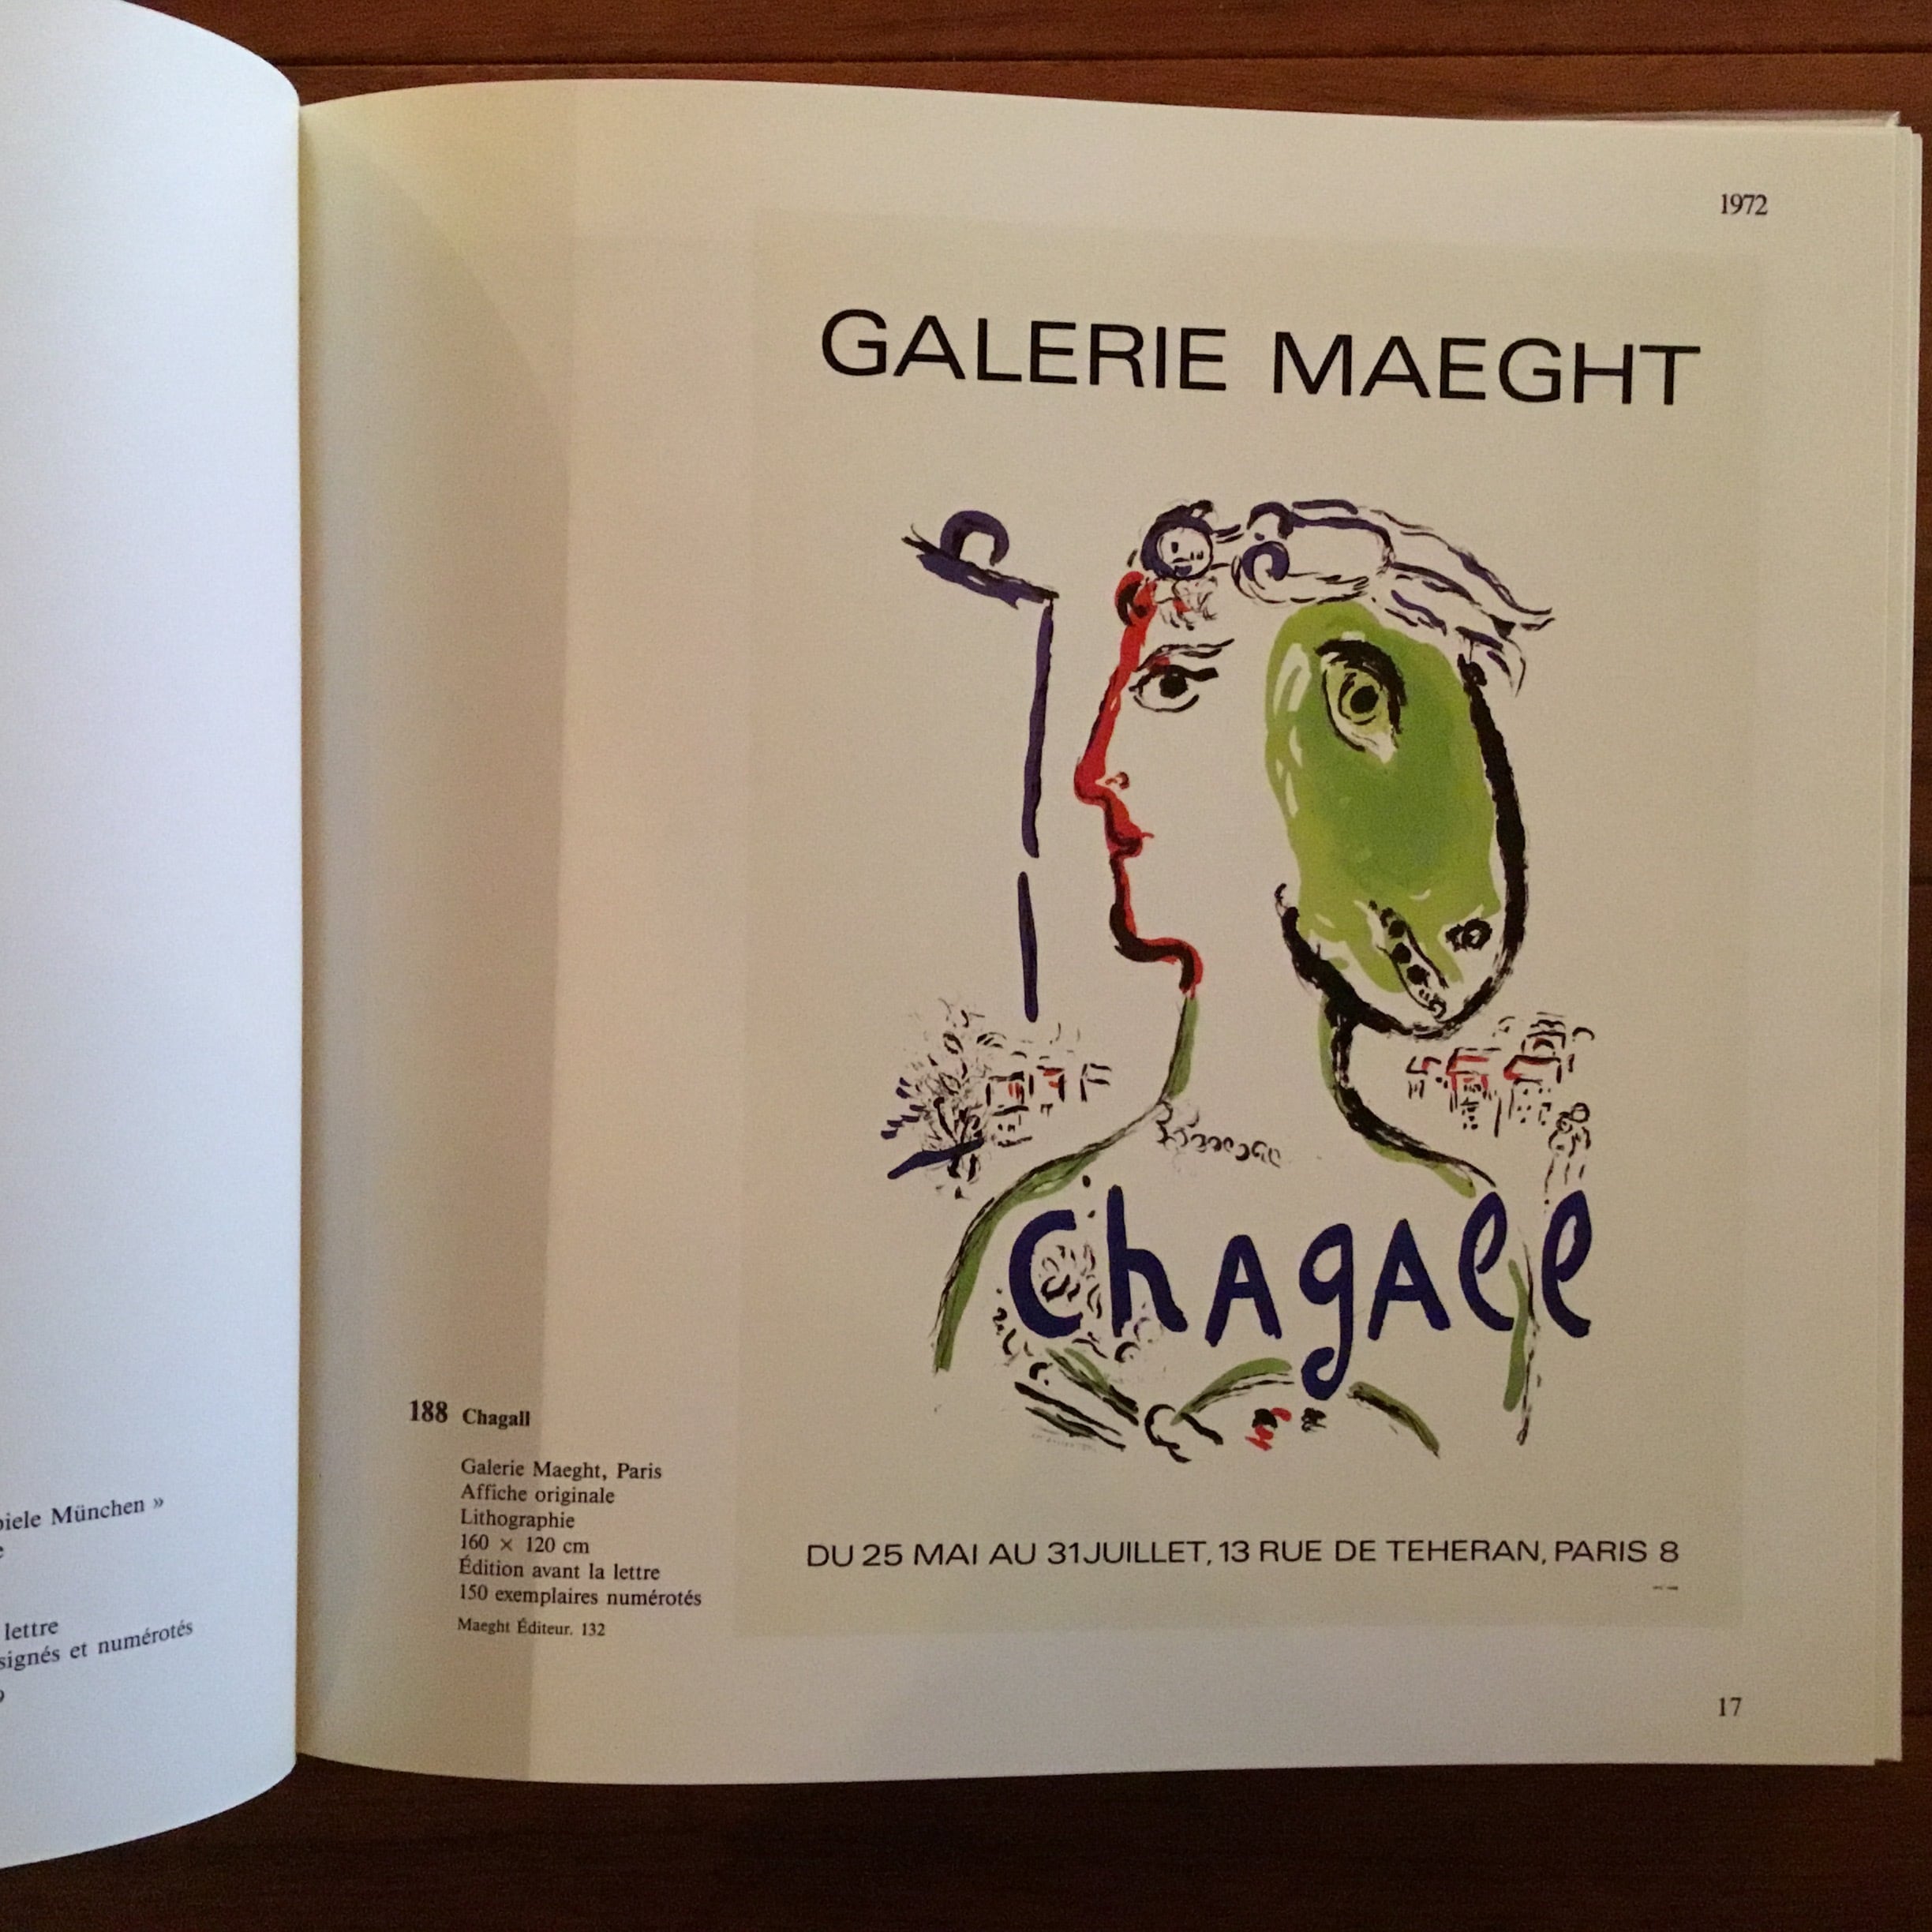 piele München »
lettre
signés et numérotés
1972
GALERIE MAEGHT
Chagall
188 Chagall
Galerie Maeght, Paris
Affiche originale
Lithographie
160 × 120 cm
Édition avant la lettre
150 exemplaires numérotés
Maeght Éditeur. 132
DU 25 MAI AU 31 JUILLET, 13 RUE DE TEHERAN, PARIS 8
17